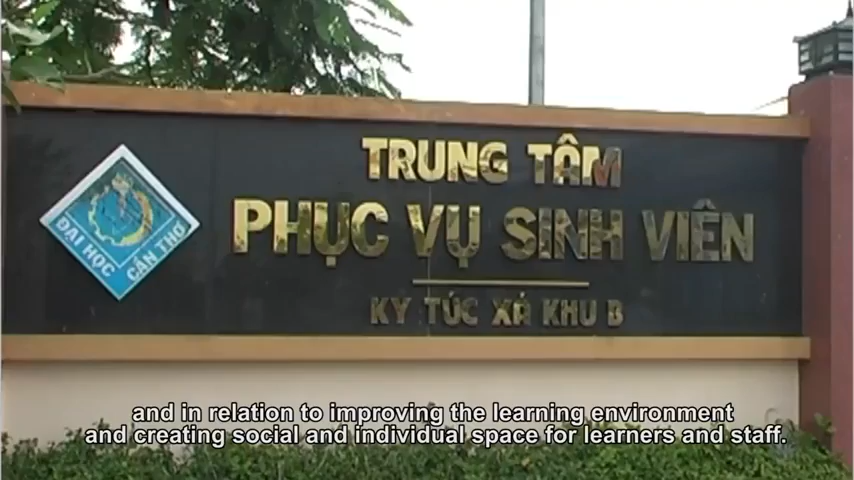 TRUNG TÂM
PHỤC VỤ SINH VIÊN
KÝ TÚC XÁ KHU B
ĐẠI HỌC
CẦN THƠ
and in relation to improving the learning environment
and creating social and individual space for learners and staff.